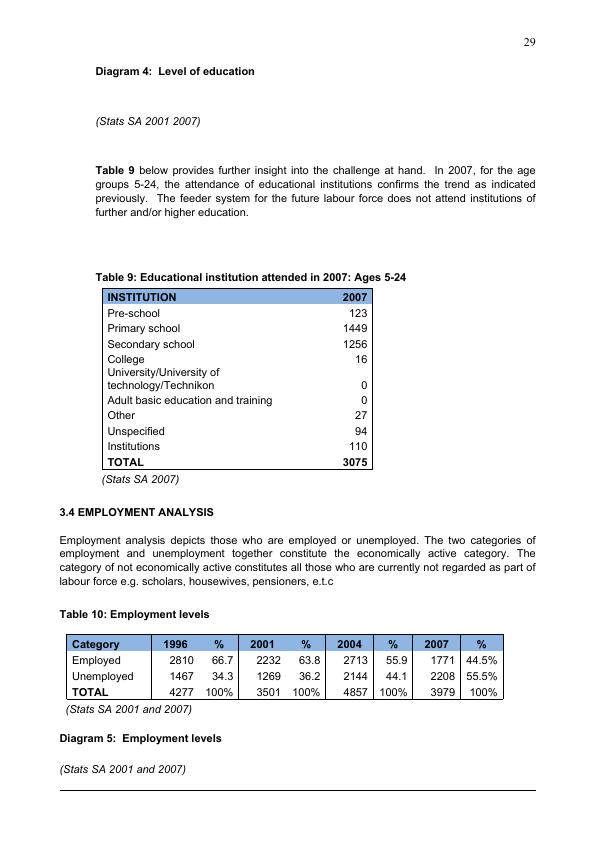 29
Diagram 4:  Level of education
(Stats SA 2001 2007)
Table 9 below provides further insight into the challenge at hand.  In 2007, for the age
groups 5-24, the attendance of educational institutions confirms the trend as indicated
previously.  The feeder system for the future labour force does not attend institutions of
further and/or higher education.
Table 9: Educational institution attended in 2007: Ages 5-24
INSTITUTION 2007
Pre-school 123
Primary school 1449
Secondary school 1256
College 16
University/University of
technology/Technikon 0
Adult basic education and training 0
Other 27
Unspecified 94
Institutions 110
TOTAL 3075
(Stats SA 2007)
3.4 EMPLOYMENT ANALYSIS
Employment analysis depicts those who are employed or unemployed. The two categories of
employment and unemployment together constitute the economically active category. The
category of not economically active constitutes all those who are currently not regarded as part of
labour force e.g. scholars, housewives, pensioners, e.t.c
Table 10: Employment levels
Category 1996 % 2001 % 2004 % 2007 %
Employed 2810 66.7 2232 63.8 2713 55.9 1771 44.5%
Unemployed 1467 34.3 1269 36.2 2144 44.1 2208 55.5%
TOTAL 4277 100% 3501 100% 4857 100% 3979 100%
(Stats SA 2001 and 2007)
Diagram 5:  Employment levels
(Stats SA 2001 and 2007)